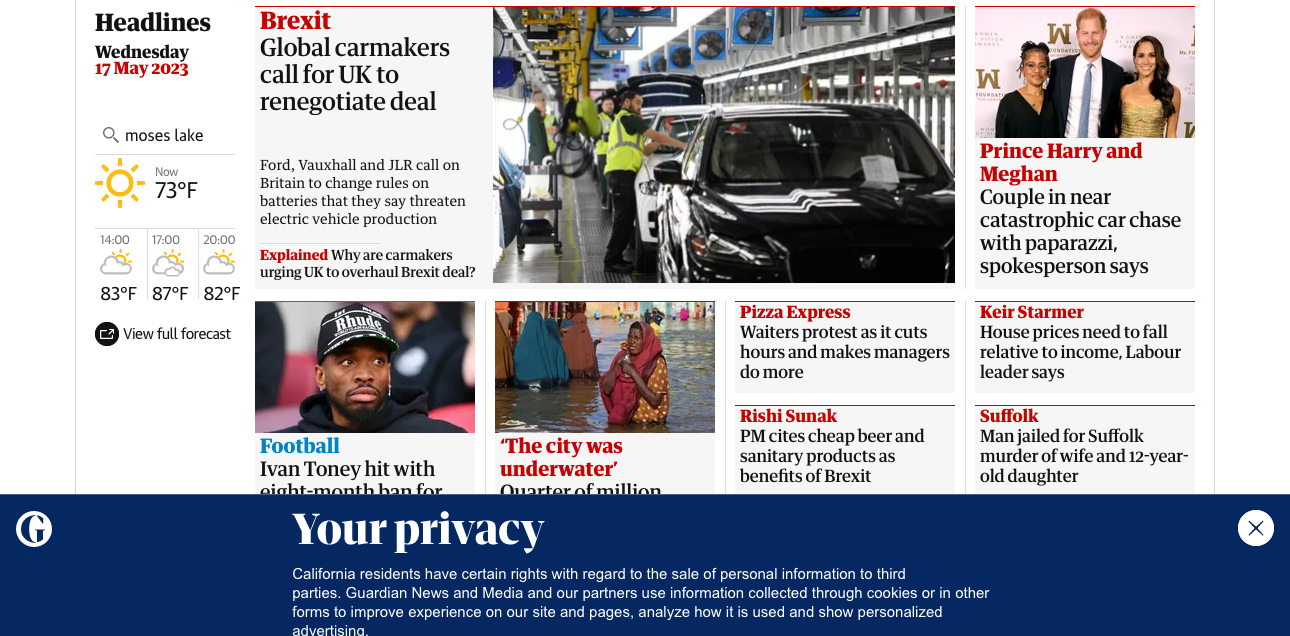 Headlines
Wednesday
17 May 2023
moses lake
Now
73°F
14:00
17:00
20:00
83°F
87°F
82°F
View full forecast
Brexit
Global carmakers
call for UK to
renegotiate deal
Ford, Vauxhall and JLR call on
Britain to change rules on
batteries that they say threaten
electric vehicle production
Explained Why are carmakers
urging UK to overhaul Brexit deal?
Prince Harry and
Meghan
Couple in near
catastrophic car chase
with paparazzi,
spokesperson says
Rhude
Football
Ivan Toney hit with
eight-month ban for
‘The city was
underwater’
Quarter of million
Pizza Express
Waiters protest as it cuts
hours and makes managers
do more
Keir Starmer
House prices need to fall
relative to income, Labour
leader says
Rishi Sunak
PM cites cheap beer and
sanitary products as
benefits of Brexit
Suffolk
Man jailed for Suffolk
murder of wife and 12-year-
old daughter
Your privacy
California residents have certain rights with regard to the sale of personal information to third
parties. Guardian News and Media and our partners use information collected through cookies or in other
forms to improve experience on our site and pages, analyze how it is used and show personalized
advertising.